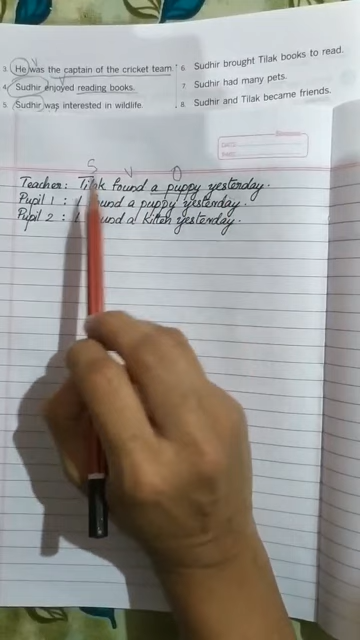 3. He was the captain of the cricket team.
4. Sudhir enjoyed reading books.
5. Sudhir was interested in wildlife.
6 Sudhir brought Tilak books to read.
7 Sudhir had many pets.
8. Sudhir and Tilak became friends.
S V O
Teacher: Tilak found a puppy yesterday.
Pupil 1 : I found a puppy yesterday.
Pupil 2 : I found a kitten yesterday.